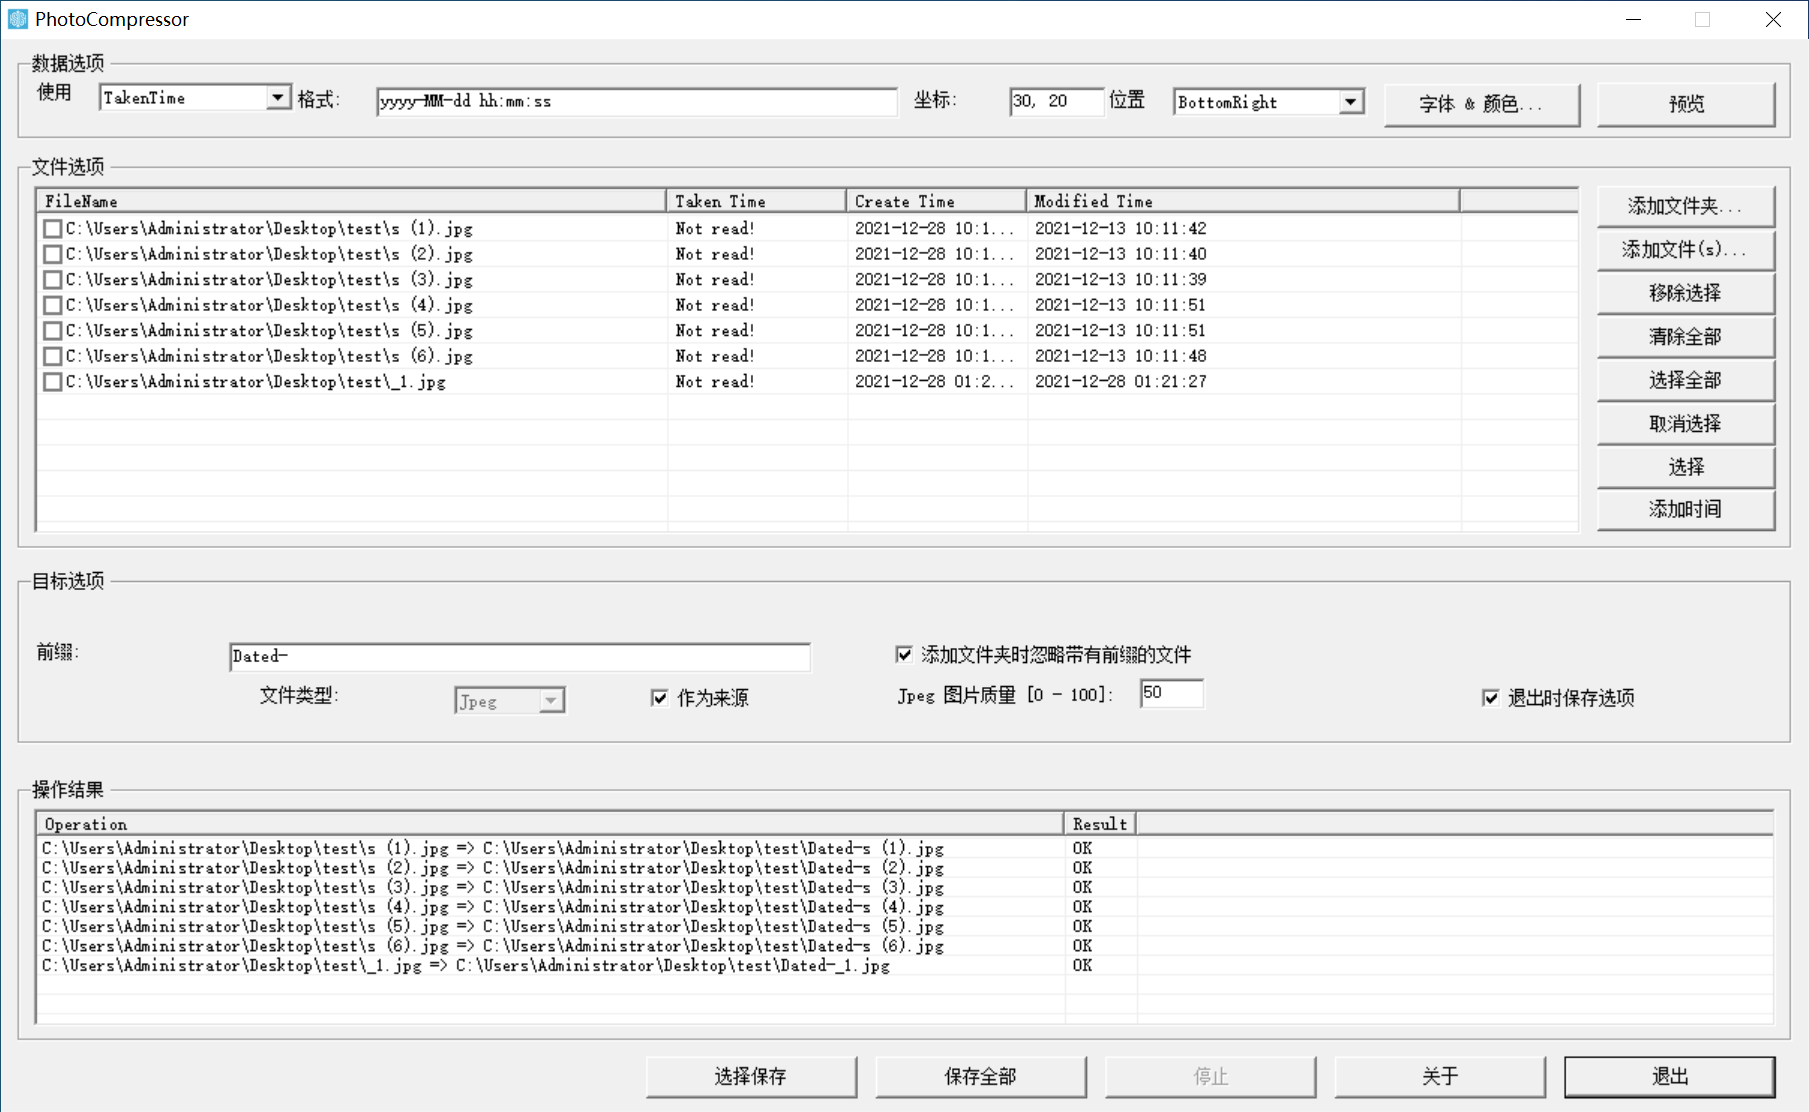 PhotoCompressor
数据选项
使用 TakenTime 格式: yyyy-MM-dd hh:mm:ss 坐标: 30, 20 位置 BottomRight 字体 & 颜色... 预览
文件选项
FileName Taken Time Create Time Modified Time
C:\Users\Administrator\Desktop\test\s (1).jpg Not read! 2021-12-28 10:1... 2021-12-13 10:11:42
C:\Users\Administrator\Desktop\test\s (2).jpg Not read! 2021-12-28 10:1... 2021-12-13 10:11:40
C:\Users\Administrator\Desktop\test\s (3).jpg Not read! 2021-12-28 10:1... 2021-12-13 10:11:39
C:\Users\Administrator\Desktop\test\s (4).jpg Not read! 2021-12-28 10:1... 2021-12-13 10:11:51
C:\Users\Administrator\Desktop\test\s (5).jpg Not read! 2021-12-28 10:1... 2021-12-13 10:11:51
C:\Users\Administrator\Desktop\test\s (6).jpg Not read! 2021-12-28 10:1... 2021-12-13 10:11:48
C:\Users\Administrator\Desktop\test\_1.jpg Not read! 2021-12-28 01:2... 2021-12-28 01:21:27
添加文件夹...
添加文件(s)...
移除选择
清除全部
选择全部
取消选择
选择
添加时间
目标选项
前缀: Dated- 添加文件夹时忽略带有前缀的文件
文件类型: Jpeg 作为来源 Jpeg 图片质量 [0 - 100]: 50 退出时保存选项
操作结果
Operation Result
C:\Users\Administrator\Desktop\test\s (1).jpg => C:\Users\Administrator\Desktop\test\Dated-s (1).jpg OK
C:\Users\Administrator\Desktop\test\s (2).jpg => C:\Users\Administrator\Desktop\test\Dated-s (2).jpg OK
C:\Users\Administrator\Desktop\test\s (3).jpg => C:\Users\Administrator\Desktop\test\Dated-s (3).jpg OK
C:\Users\Administrator\Desktop\test\s (4).jpg => C:\Users\Administrator\Desktop\test\Dated-s (4).jpg OK
C:\Users\Administrator\Desktop\test\s (5).jpg => C:\Users\Administrator\Desktop\test\Dated-s (5).jpg OK
C:\Users\Administrator\Desktop\test\s (6).jpg => C:\Users\Administrator\Desktop\test\Dated-s (6).jpg OK
C:\Users\Administrator\Desktop\test\_1.jpg => C:\Users\Administrator\Desktop\test\Dated-_1.jpg OK
选择保存 保存全部 停止 关于 退出